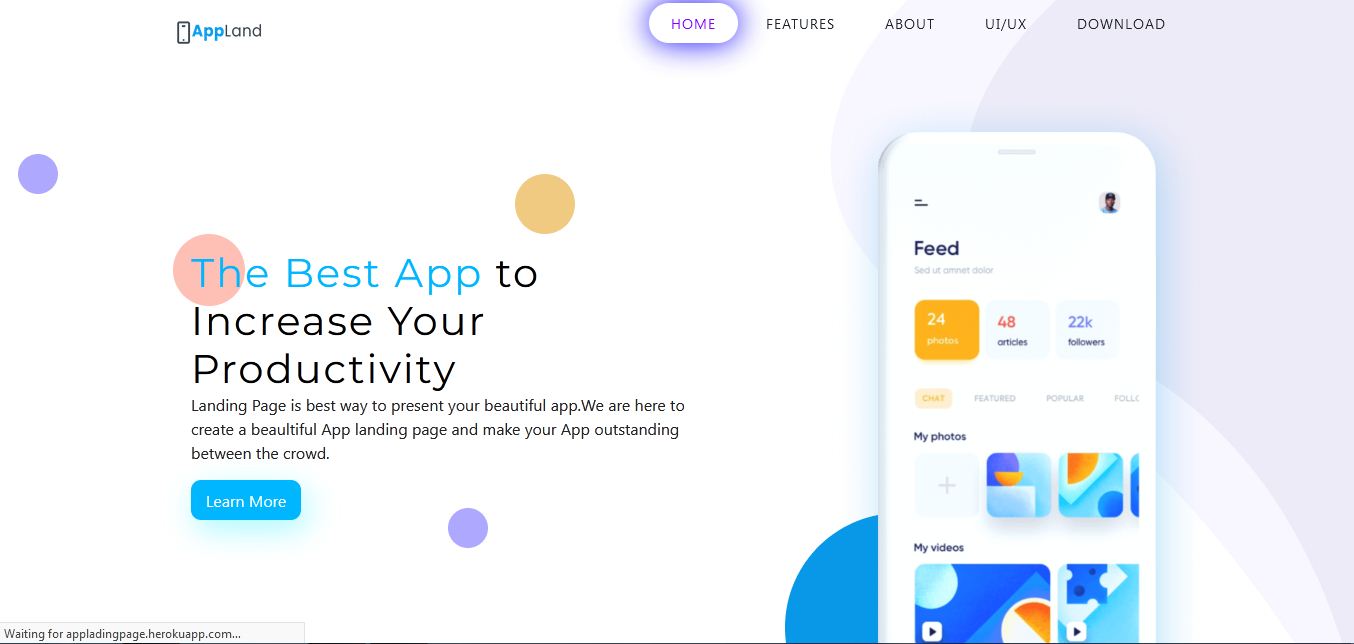 AppLand
HOME FEATURES ABOUT UI/UX DOWNLOAD
The Best App to
Increase Your
Productivity
Landing Page is best way to present your beautiful app.We are here to
create a beaultiful App landing page and make your App outstanding
between the crowd.
Learn More
Feed
Sed ut amnet dolor
24 48 22k
photos articles followers
CHAT FEATURED POPULAR FOLLC
My photos
+
My videos
Waiting for appladingpage.herokuapp.com...